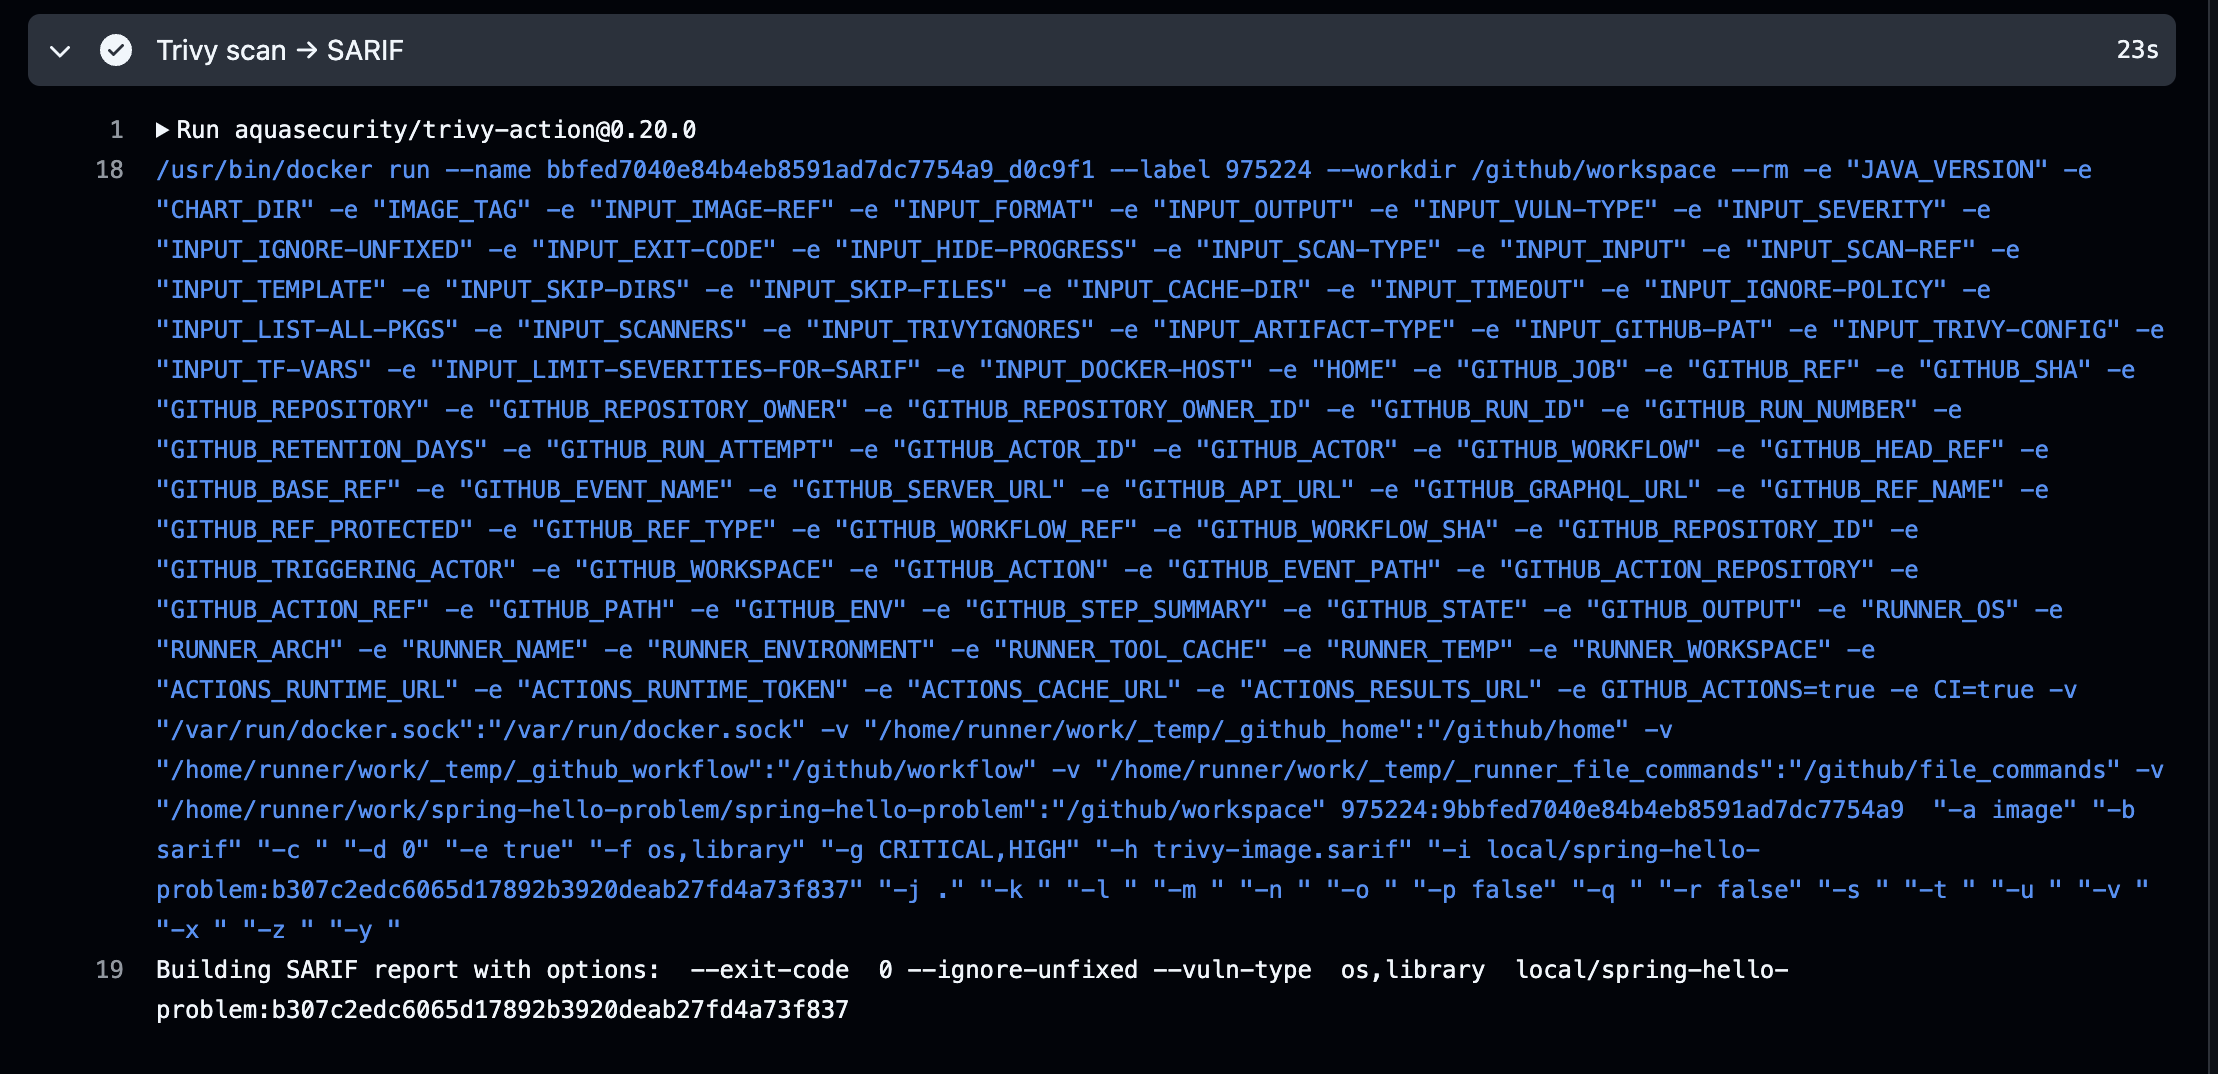 Trivy scan → SARIF
23s
1 ▶ Run aquasecurity/trivy-action@0.20.0
18 /usr/bin/docker run --name bbfed7040e84b4eb8591ad7dc7754a9_d0c9f1 --label 975224 --workdir /github/workspace --rm -e "JAVA_VERSION" -e
"CHART_DIR" -e "IMAGE_TAG" -e "INPUT_IMAGE-REF" -e "INPUT_FORMAT" -e "INPUT_OUTPUT" -e "INPUT_VULN-TYPE" -e "INPUT_SEVERITY" -e
"INPUT_IGNORE-UNFIXED" -e "INPUT_EXIT-CODE" -e "INPUT_HIDE-PROGRESS" -e "INPUT_SCAN-TYPE" -e "INPUT_INPUT" -e "INPUT_SCAN-REF" -e
"INPUT_TEMPLATE" -e "INPUT_SKIP-DIRS" -e "INPUT_SKIP-FILES" -e "INPUT_CACHE-DIR" -e "INPUT_TIMEOUT" -e "INPUT_IGNORE-POLICY" -e
"INPUT_LIST-ALL-PKGS" -e "INPUT_SCANNERS" -e "INPUT_TRIVYIGNORES" -e "INPUT_ARTIFACT-TYPE" -e "INPUT_GITHUB-PAT" -e "INPUT_TRIVY-CONFIG" -e
"INPUT_TF-VARS" -e "INPUT_LIMIT-SEVERITIES-FOR-SARIF" -e "INPUT_DOCKER-HOST" -e "HOME" -e "GITHUB_JOB" -e "GITHUB_REF" -e "GITHUB_SHA" -e
"GITHUB_REPOSITORY" -e "GITHUB_REPOSITORY_OWNER" -e "GITHUB_REPOSITORY_OWNER_ID" -e "GITHUB_RUN_ID" -e "GITHUB_RUN_NUMBER" -e
"GITHUB_RETENTION_DAYS" -e "GITHUB_RUN_ATTEMPT" -e "GITHUB_ACTOR_ID" -e "GITHUB_ACTOR" -e "GITHUB_WORKFLOW" -e "GITHUB_HEAD_REF" -e
"GITHUB_BASE_REF" -e "GITHUB_EVENT_NAME" -e "GITHUB_SERVER_URL" -e "GITHUB_API_URL" -e "GITHUB_GRAPHQL_URL" -e "GITHUB_REF_NAME" -e
"GITHUB_REF_PROTECTED" -e "GITHUB_REF_TYPE" -e "GITHUB_WORKFLOW_REF" -e "GITHUB_WORKFLOW_SHA" -e "GITHUB_REPOSITORY_ID" -e
"GITHUB_TRIGGERING_ACTOR" -e "GITHUB_WORKSPACE" -e "GITHUB_ACTION" -e "GITHUB_EVENT_PATH" -e "GITHUB_ACTION_REPOSITORY" -e
"GITHUB_ACTION_REF" -e "GITHUB_PATH" -e "GITHUB_ENV" -e "GITHUB_STEP_SUMMARY" -e "GITHUB_STATE" -e "GITHUB_OUTPUT" -e "RUNNER_OS" -e
"RUNNER_ARCH" -e "RUNNER_NAME" -e "RUNNER_ENVIRONMENT" -e "RUNNER_TOOL_CACHE" -e "RUNNER_TEMP" -e "RUNNER_WORKSPACE" -e
"ACTIONS_RUNTIME_URL" -e "ACTIONS_RUNTIME_TOKEN" -e "ACTIONS_CACHE_URL" -e "ACTIONS_RESULTS_URL" -e GITHUB_ACTIONS=true -e CI=true -v
"/var/run/docker.sock":"/var/run/docker.sock" -v "/home/runner/work/_temp/_github_home":"/github/home" -v
"/home/runner/work/_temp/_github_workflow":"/github/workflow" -v "/home/runner/work/_temp/_runner_file_commands":"/github/file_commands" -v
"/home/runner/work/spring-hello-problem/spring-hello-problem":"/github/workspace" 975224:9bbfed7040e84b4eb8591ad7dc7754a9  "-a image" "-b
sarif" "-c " "-d 0" "-e true" "-f os,library" "-g CRITICAL,HIGH" "-h trivy-image.sarif" "-i local/spring-hello-
problem:b307c2edc6065d17892b3920deab27fd4a73f837" "-j ." "-k " "-l " "-m " "-n " "-o " "-p false" "-q " "-r false" "-s " "-t " "-u " "-v "
"-x " "-z " "-y "
19 Building SARIF report with options:  --exit-code  0 --ignore-unfixed --vuln-type  os,library  local/spring-hello-
problem:b307c2edc6065d17892b3920deab27fd4a73f837